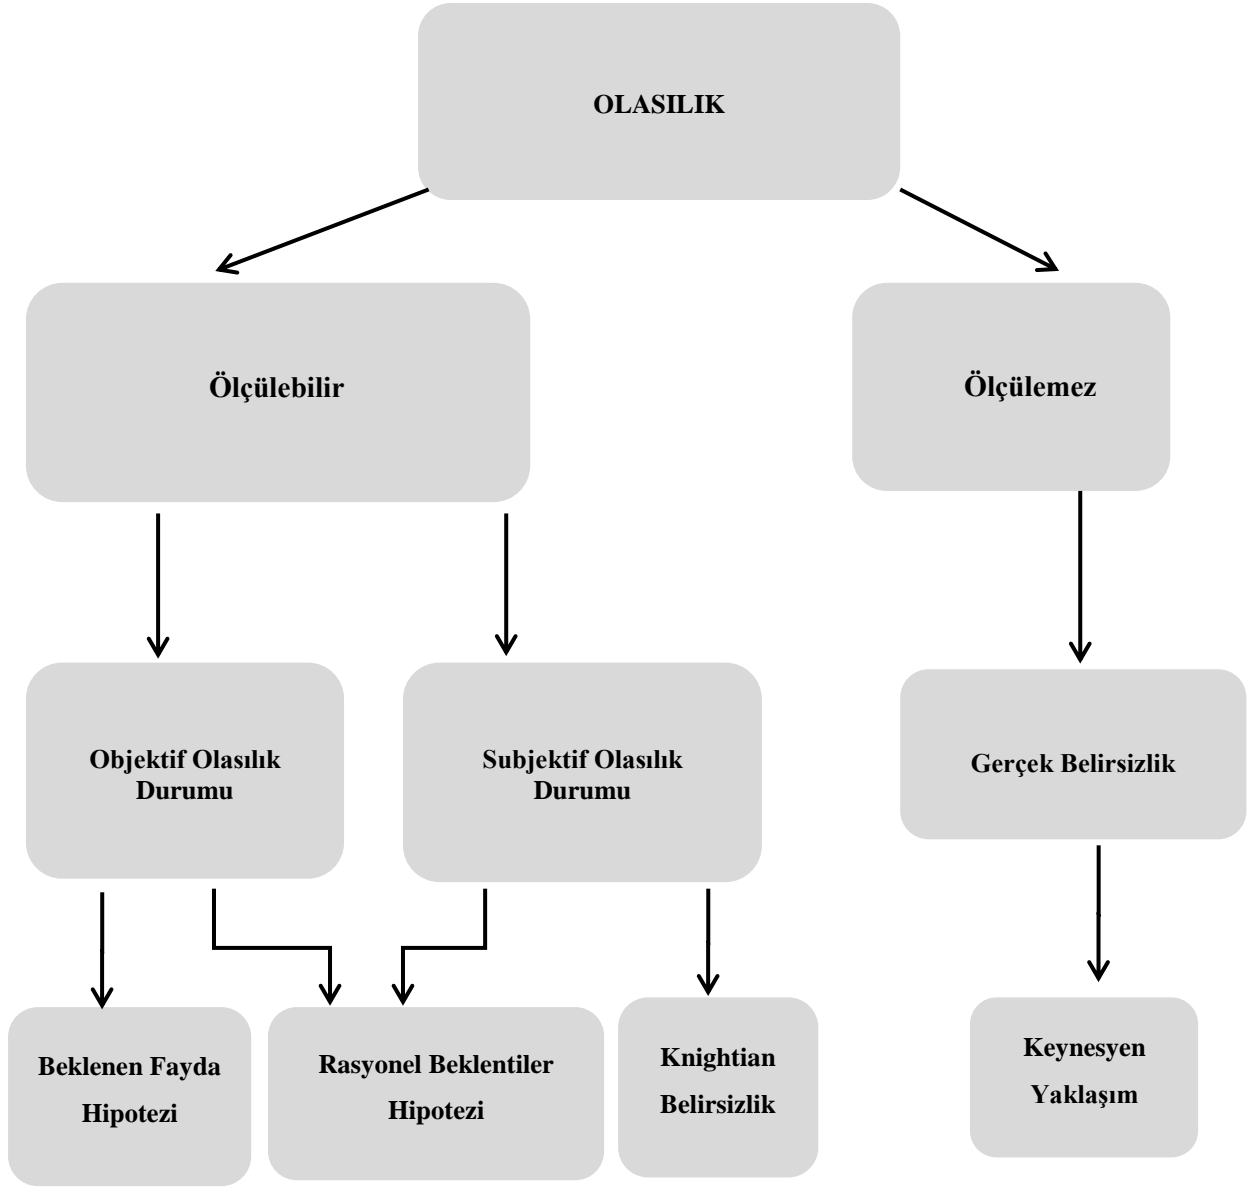 OLASILIK
Ölçülebilir
Ölçülemez
Objektif Olasılık
Durumu
Subjektif Olasılık
Durumu
Gerçek Belirsizlik
Beklenen Fayda
Hipotezi
Rasyonel Beklentiler
Hipotezi
Knightian
Belirsizlik
Keynesyen
Yaklaşım